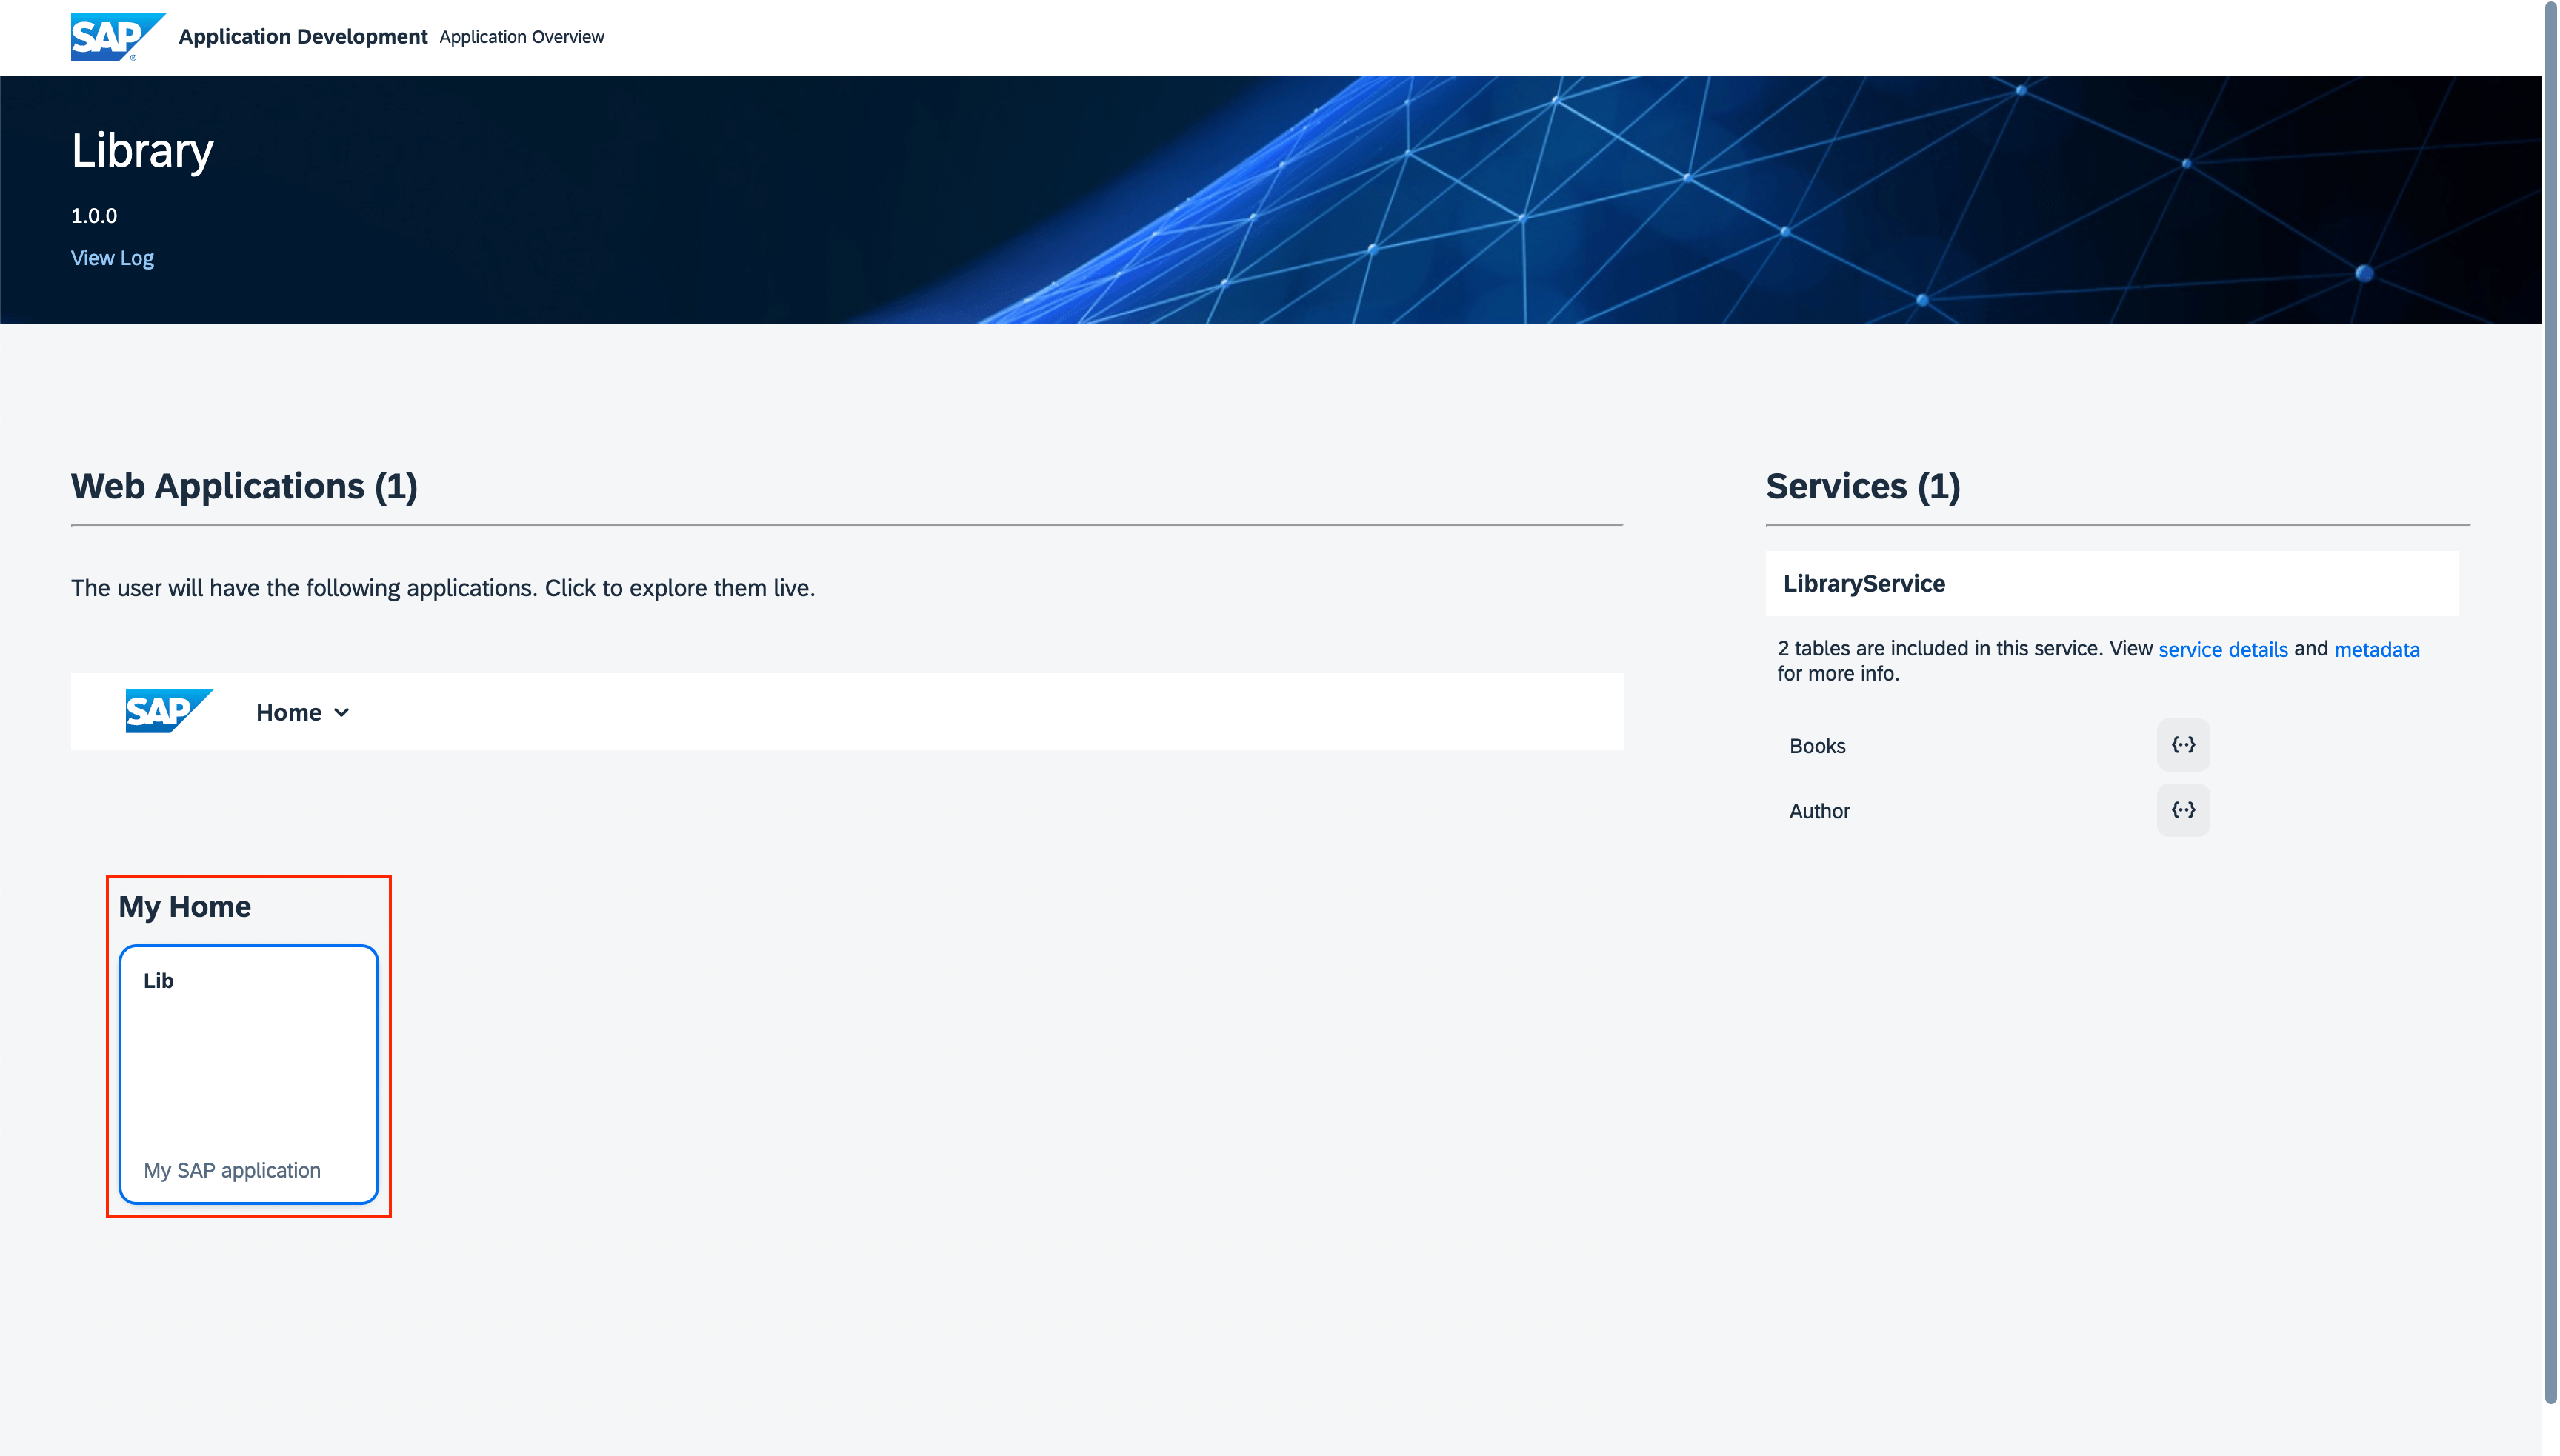 SAP Application Development Application Overview
Library
1.0.0
View Log
Web Applications (1)
The user will have the following applications. Click to explore them live.
SAP Home
My Home
Lib
My SAP application
Services (1)
LibraryService
2 tables are included in this service. View service details and metadata
for more info.
Books {··}
Author {··}